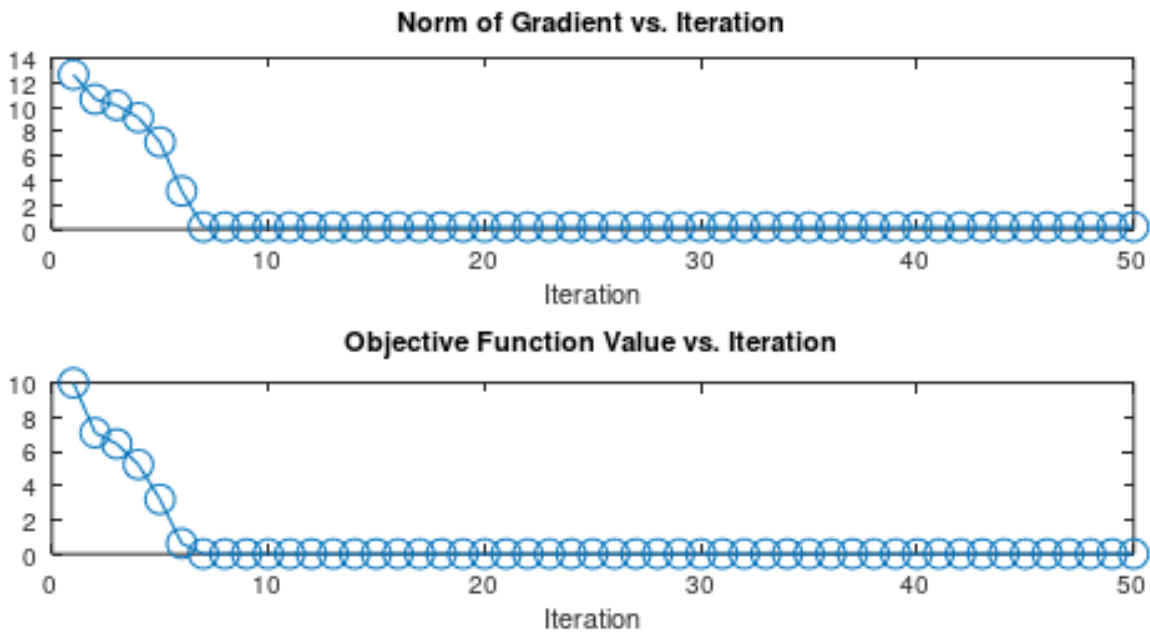 Norm of Gradient vs. Iteration
14
12
10
8
6
4
2
0
0 10 20 30 40 50
Iteration
Objective Function Value vs. Iteration
10
8
6
4
2
0
0 10 20 30 40 50
Iteration